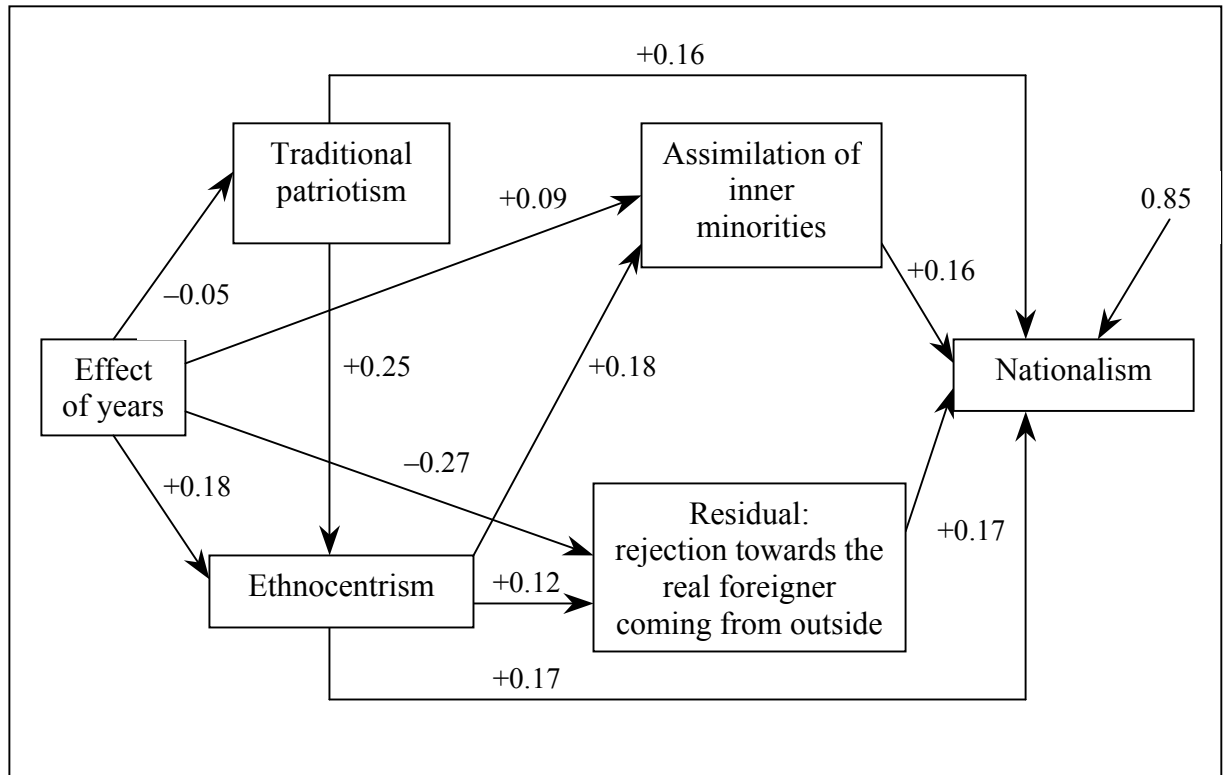 +0.16
Traditional
patriotism
Assimilation of
inner
minorities
+0.09
0.85
–0.05
+0.16
Effect
of years
+0.25
+0.18
Nationalism
–0.27
+0.18
Residual:
rejection towards the
real foreigner
coming from outside
+0.17
Ethnocentrism
+0.12
+0.17